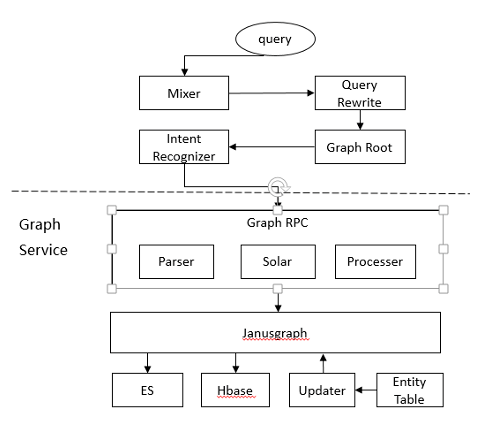 query
Mixer
Query
Rewrite
Intent
Recognizer
Graph Root
Graph
Service
Graph RPC
Parser
Solar
Processer
Janusgraph
ES
Hbase
Updater
Entity
Table